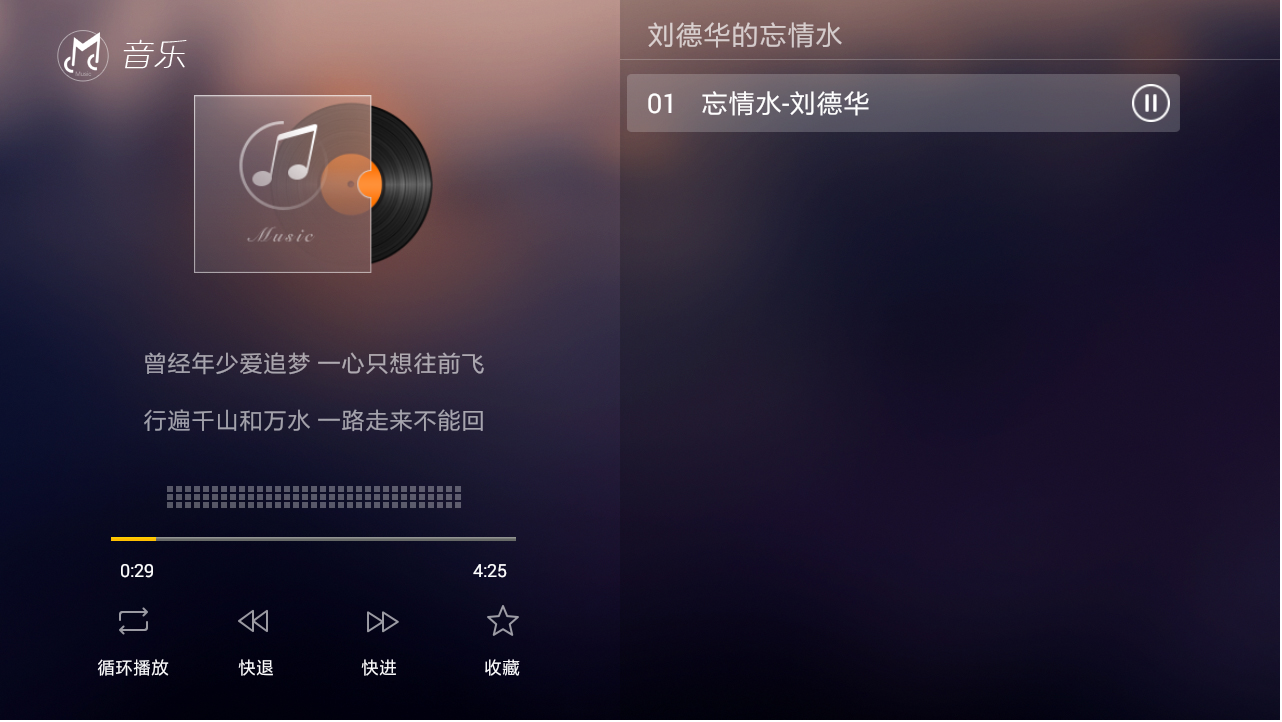 Music
音乐
Music
曾经年少爱追梦 一心只想往前飞
行遍千山和万水 一路走来不能回
0:29
4:25
循环播放
快退
快进
收藏
刘德华的忘情水
01 忘情水-刘德华